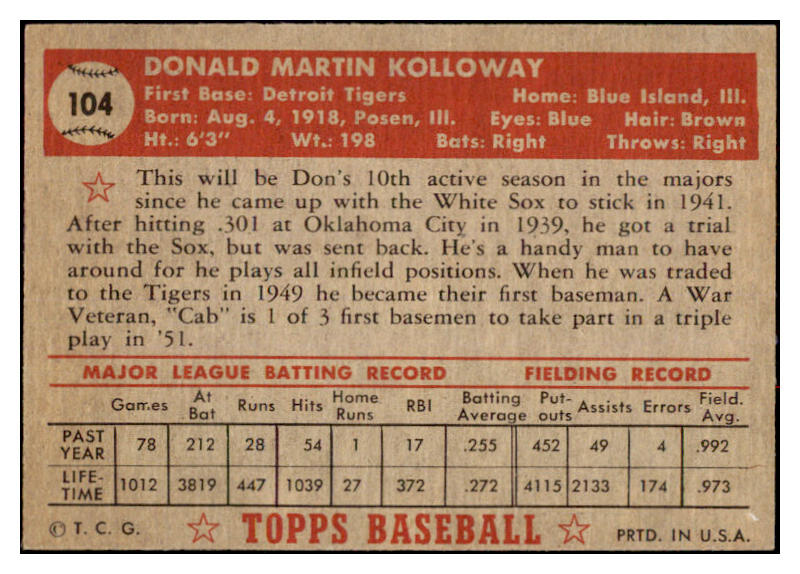 104
DONALD MARTIN KOLLOWAY
First Base: Detroit Tigers Home: Blue Island, Ill.
Born: Aug. 4, 1918, Posen, Ill. Eyes: Blue Hair: Brown
Ht.: 6'3" Wt.: 198 Bats: Right Throws: Right
This will be Don's 10th active season in the majors
since he came up with the White Sox to stick in 1941.
After hitting .301 at Oklahoma City in 1939, he got a trial
with the Sox, but was sent back. He's a handy man to have
around for he plays all infield positions. When he was traded
to the Tigers in 1949 he became their first baseman. A War
Veteran, "Cab" is 1 of 3 first basemen to take part in a triple
play in '51.
MAJOR LEAGUE BATTING RECORD FIELDING RECORD
Games At Bat Runs Hits Home Runs RBI Batting Average Put-outs Assists Errors Field. Avg.
PAST YEAR 78 212 28 54 1 17 .255 452 49 4 .992
LIFE-TIME 1012 3819 447 1039 27 372 .272 4115 2133 174 .973
© T. C. G. TOPPS BASEBALL PRTD. IN U.S.A.